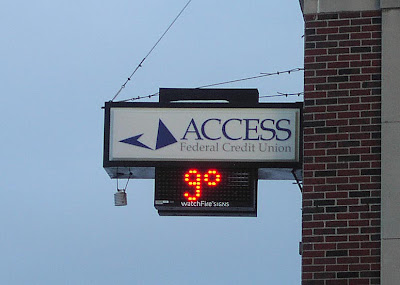 ACCESS
Federal Credit Union
9°
watchFire SIGNS